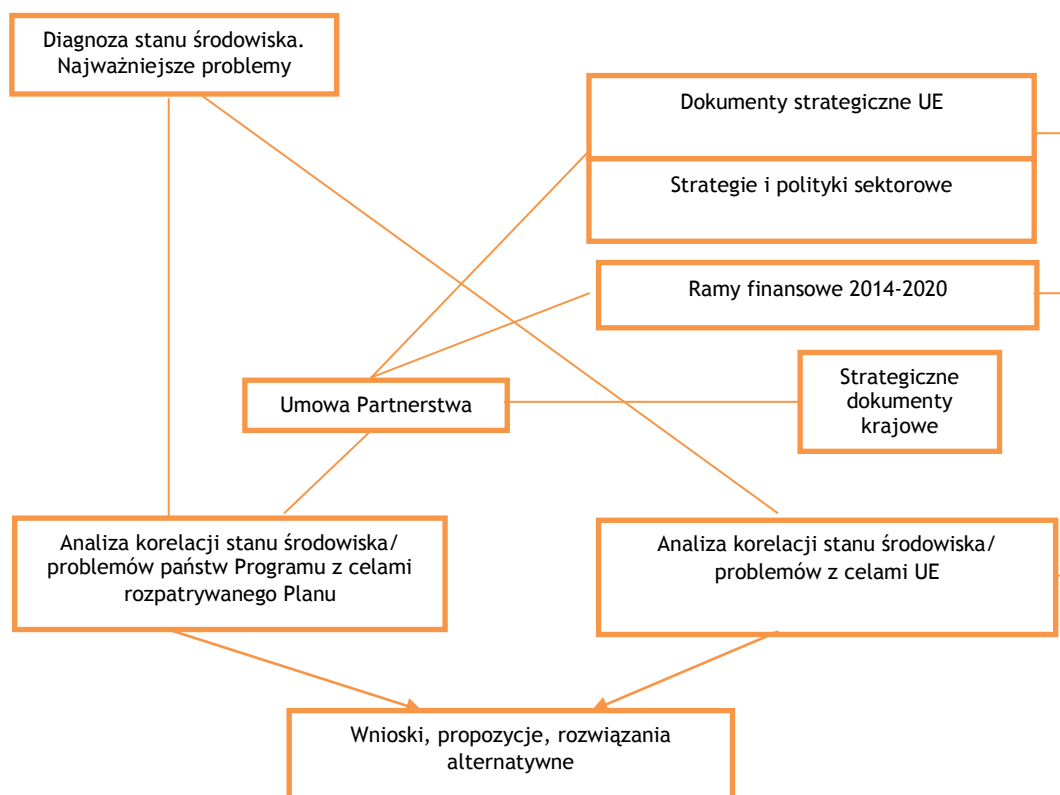 Diagnoza stanu środowiska.
Najważniejsze problemy
Dokumenty strategiczne UE
Strategie i polityki sektorowe
Ramy finansowe 2014-2020
Umowa Partnerstwa
Strategiczne
dokumenty
krajowe
Analiza korelacji stanu środowiska/
problemów państw Programu z celami
rozpatrywanego Planu
Analiza korelacji stanu środowiska/
problemów z celami UE
Wnioski, propozycje, rozwiązania
alternatywne